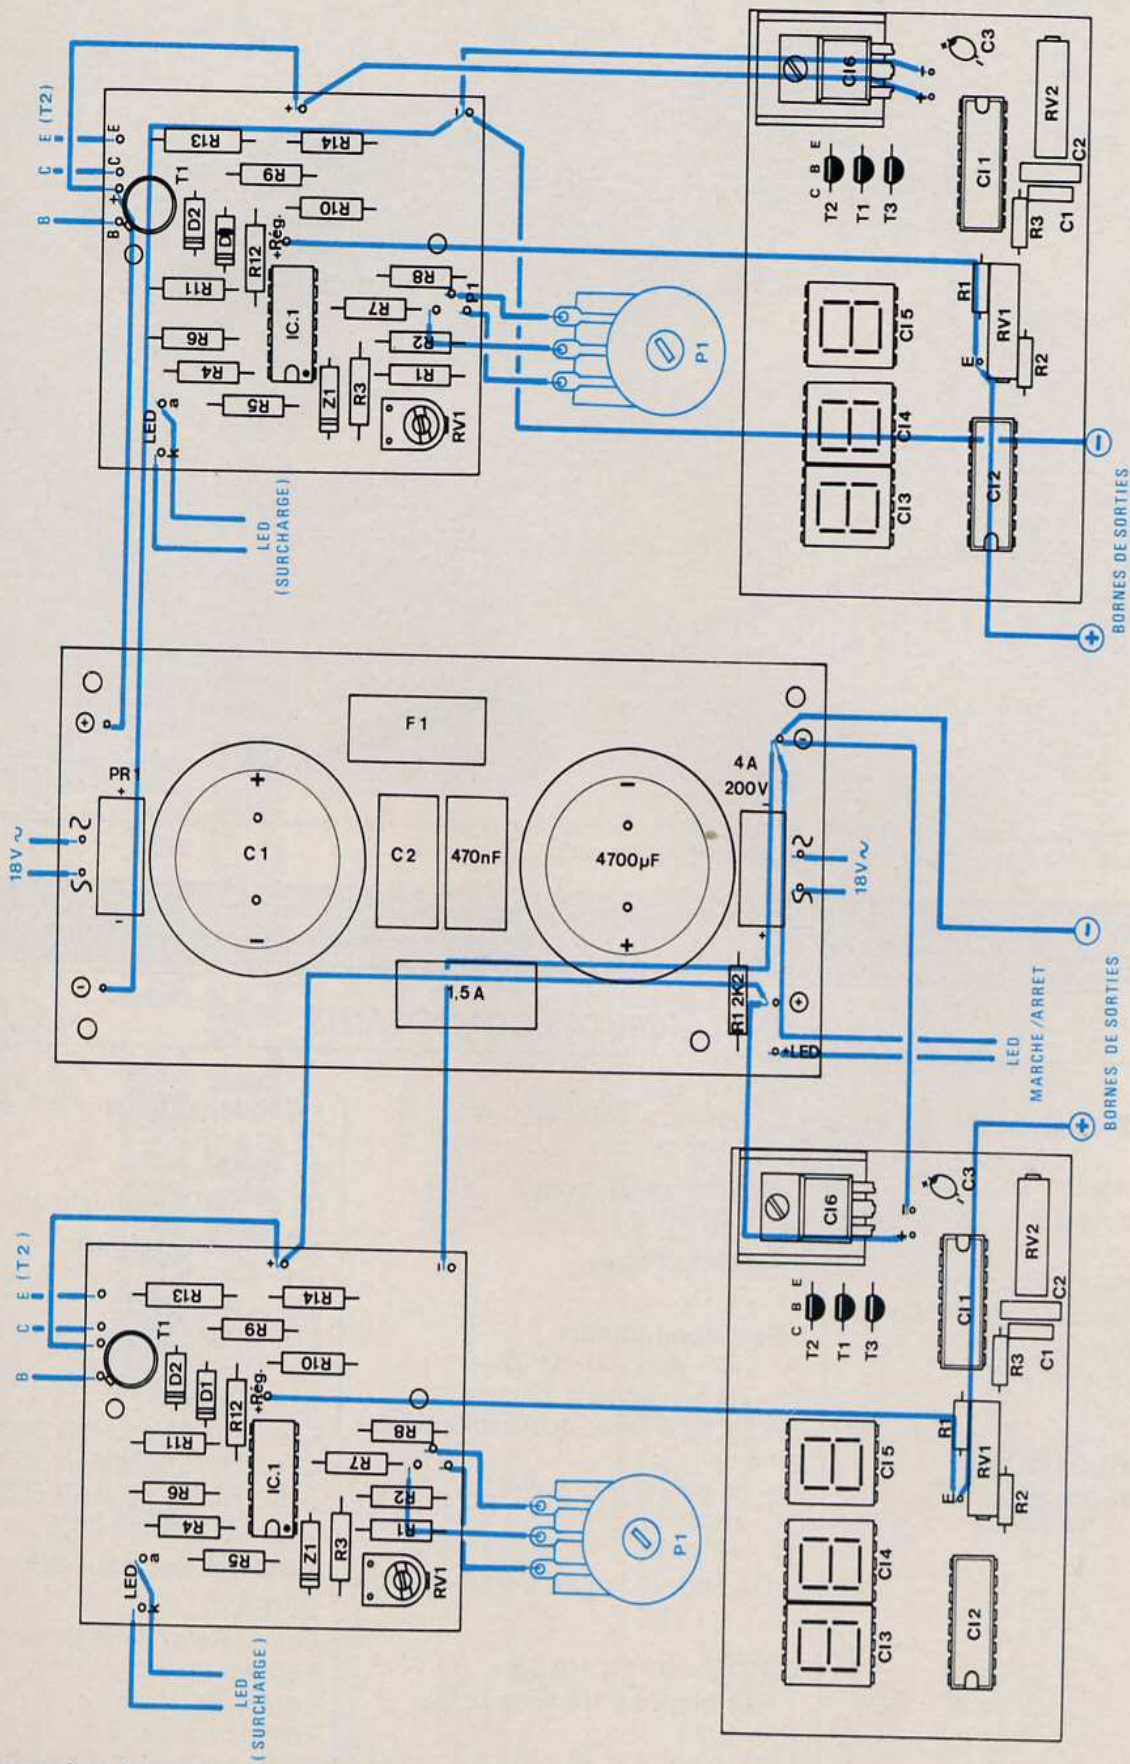 E (T2)
C
B
E
C
+
B
T1
R13
R14
R9
R10
D2
R12
+Rég.
R11
R6
R4
R5
IC.1
R8
R7
P1
R2
R1
Z1
R3
RV1
LED
a
k
+
-
LED
(SURCHARGE)
P1
CI6
C3
- +
RV2
C2
CI1
C1
R3
E
B
C
T2
T1
T3
R1
RV1
E
R2
CI5
CI4
CI3
CI2
-
+
BORNES DE SORTIES
+
PR1
+
-
18V~
-
F1
+
C1
-
C2
470nF
-
4700µF
+
4A
200V
-
-
18V~
+
1,5A
R1 2K2
+
+LED
-
LED
MARCHE/ARRET
+
BORNES DE SORTIES
E (T2)
C
B
T1
R13
R14
R9
R10
D2
D1
R12
+Rég.
R11
R6
R4
R5
IC.1
R8
R7
R2
R1
Z1
R3
RV1
LED
a
k
+
-
LED
(SURCHARGE)
P1
CI6
C3
- +
RV2
C2
CI1
C1
R3
E
B
C
T2
T1
T3
R1
RV1
E
R2
CI5
CI4
CI3
CI2